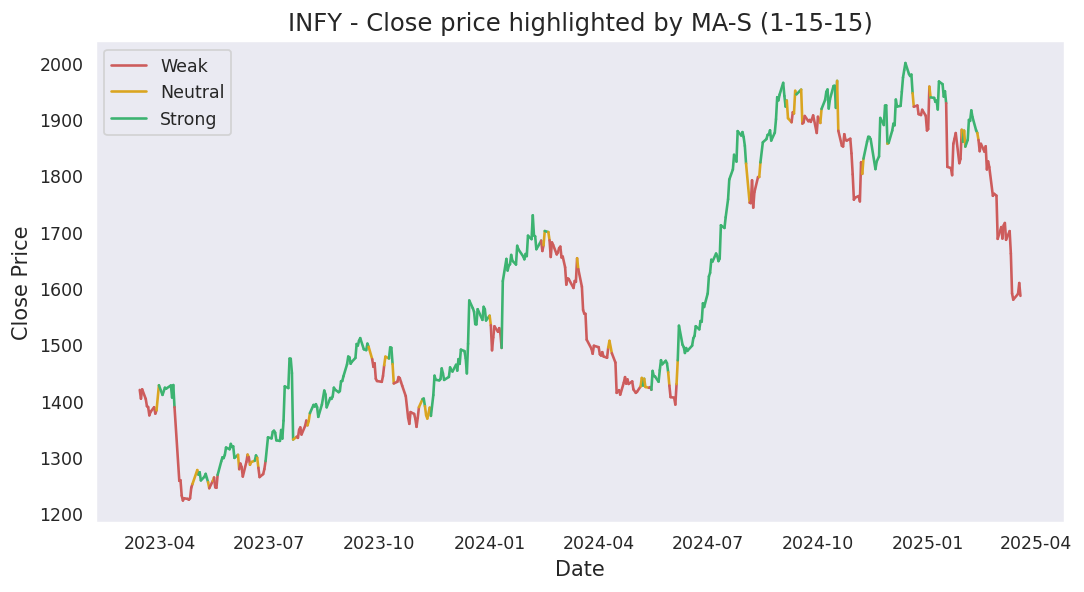 INFY - Close price highlighted by MA-S (1-15-15)
Weak
Neutral
Strong
2000
1900
1800
1700
1600
1500
1400
1300
1200
Close Price
2023-04 2023-07 2023-10 2024-01 2024-04 2024-07 2024-10 2025-01 2025-04
Date